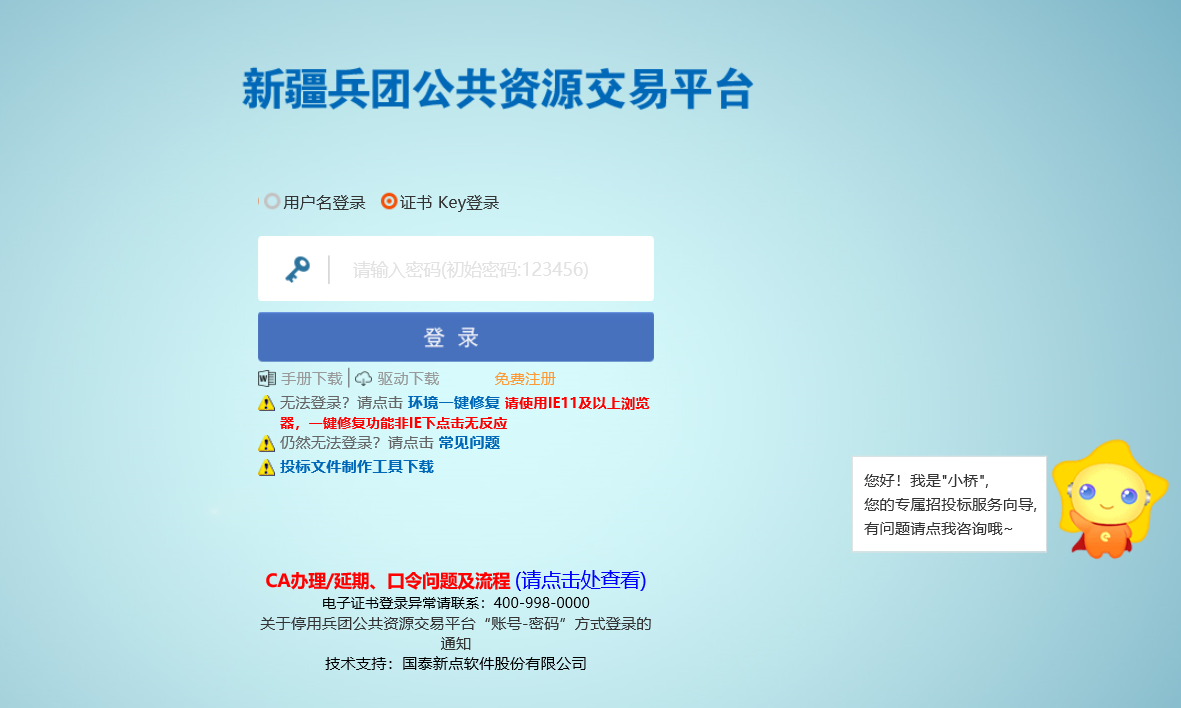 新疆兵团公共资源交易平台
用户名登录 证书 Key登录
请输入密码(初始密码:123456)
登 录
手册下载 驱动下载 免费注册
无法登录？请点击 环境一键修复 请使用IE11及以上浏览
器，一键修复功能非IE下点击无反应
仍然无法登录？请点击 常见问题
投标文件制作工具下载
您好！我是"小桥",
您的专属招投标服务向导,
有问题请点我咨询哦~
CA办理/延期、口令问题及流程 (请点击处查看)
电子证书登录异常请联系：400-998-0000
关于停用兵团公共资源交易平台“账号-密码”方式登录的
通知
技术支持：国泰新点软件股份有限公司